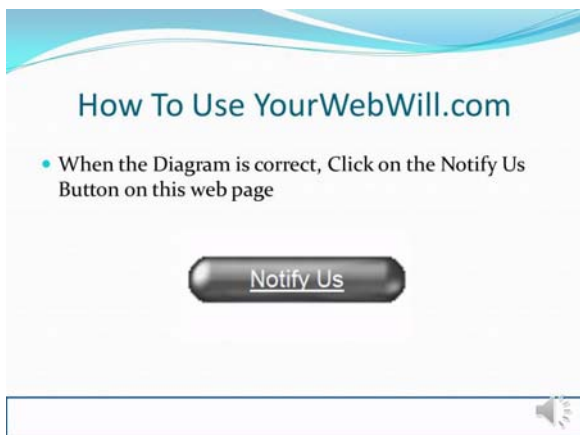 How To Use YourWebWill.com
• When the Diagram is correct, Click on the Notify Us
Button on this web page
Notify Us